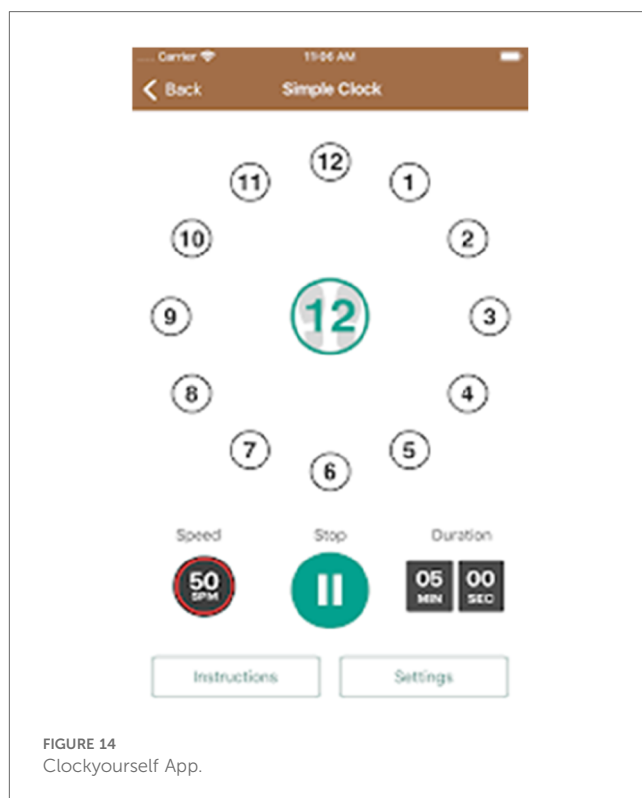 ..... Carrier 11:06 AM
Back Simple Clock
12
11 1
10 2
12
9 3
8 4
7 5
6
Speed Stop Duration
50 SPM 05 MIN 00 SEC
Instructions Settings
FIGURE 14
Clockyourself App.